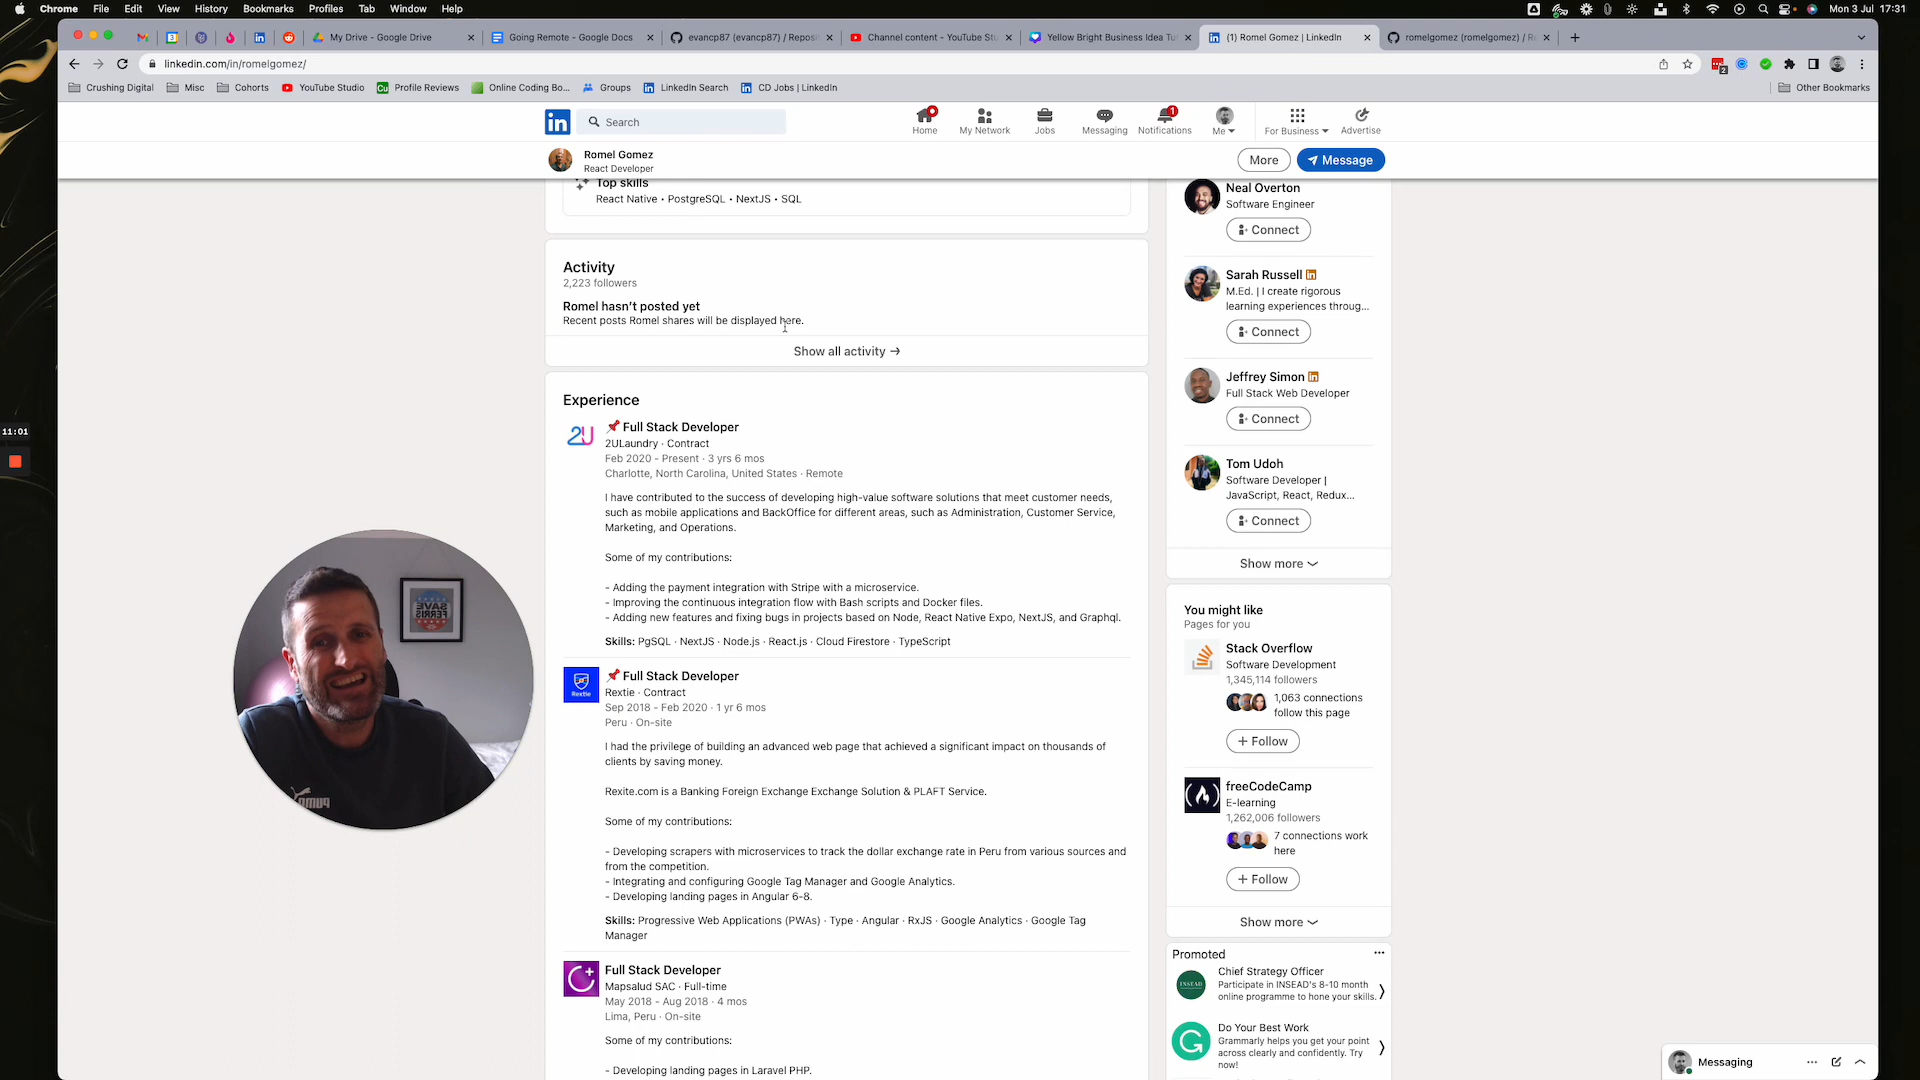 Chrome File Edit View History Bookmarks Profiles Tab Window Help
Mon 3 Jul 17:31
My Drive - Google Drive
Going Remote - Google Docs
evancp87 (evancp87) / Reposi
Channel content - YouTube Stu
Yellow Bright Business Idea Tu
(1) Romel Gomez | LinkedIn
romelgomez (romelgomez) / R
linkedin.com/in/romelgomez/
2
Crushing Digital
Misc
Cohorts
YouTube Studio
Profile Reviews
Online Coding Bo...
Groups
LinkedIn Search
CD Jobs | LinkedIn
Other Bookmarks
in
Search
Home
My Network
Jobs
Messaging
1
Notifications
Me
For Business
Advertise
Romel Gomez
React Developer
More
Message
Top skills
React Native • PostgreSQL • NextJS • SQL
Activity
2,223 followers
Romel hasn't posted yet
Recent posts Romel shares will be displayed here.
Show all activity →
Experience
2U
Full Stack Developer
2ULaundry · Contract
Feb 2020 - Present · 3 yrs 6 mos
Charlotte, North Carolina, United States · Remote
I have contributed to the success of developing high-value software solutions that meet customer needs,
such as mobile applications and BackOffice for different areas, such as Administration, Customer Service,
Marketing, and Operations.
Some of my contributions:
- Adding the payment integration with Stripe with a microservice.
- Improving the continuous integration flow with Bash scripts and Docker files.
- Adding new features and fixing bugs in projects based on Node, React Native Expo, NextJS, and Graphql.
Skills: PgSQL · NextJS · Node.js · React.js · Cloud Firestore · TypeScript
Rextie
Full Stack Developer
Rextie · Contract
Sep 2018 - Feb 2020 · 1 yr 6 mos
Peru · On-site
I had the privilege of building an advanced web page that achieved a significant impact on thousands of
clients by saving money.
Rexite.com is a Banking Foreign Exchange Exchange Solution & PLAFT Service.
Some of my contributions:
- Developing scrapers with microservices to track the dollar exchange rate in Peru from various sources and
from the competition.
- Integrating and configuring Google Tag Manager and Google Analytics.
- Developing landing pages in Angular 6-8.
Skills: Progressive Web Applications (PWAs) · Type · Angular · RxJS · Google Analytics · Google Tag
Manager
Full Stack Developer
Mapsalud SAC · Full-time
May 2018 - Aug 2018 · 4 mos
Lima, Peru · On-site
Some of my contributions:
- Developing landing pages in Laravel PHP.
Neal Overton
Software Engineer
Connect
Sarah Russell
M.Ed. | I create rigorous
learning experiences throug...
Connect
Jeffrey Simon
Full Stack Web Developer
Connect
Tom Udoh
Software Developer |
JavaScript, React, Redux...
Connect
Show more
You might like
Pages for you
Stack Overflow
Software Development
1,345,114 followers
1,063 connections
follow this page
+ Follow
freeCodeCamp
E-learning
1,262,006 followers
7 connections work
here
+ Follow
Show more
Promoted
INSEAD
Chief Strategy Officer
Participate in INSEAD's 8-10 month
online programme to hone your skills.
Do Your Best Work
Grammarly helps you get your point
across clearly and confidently. Try
now!
Messaging
11:01
SAVE
FERRIS
PUMA